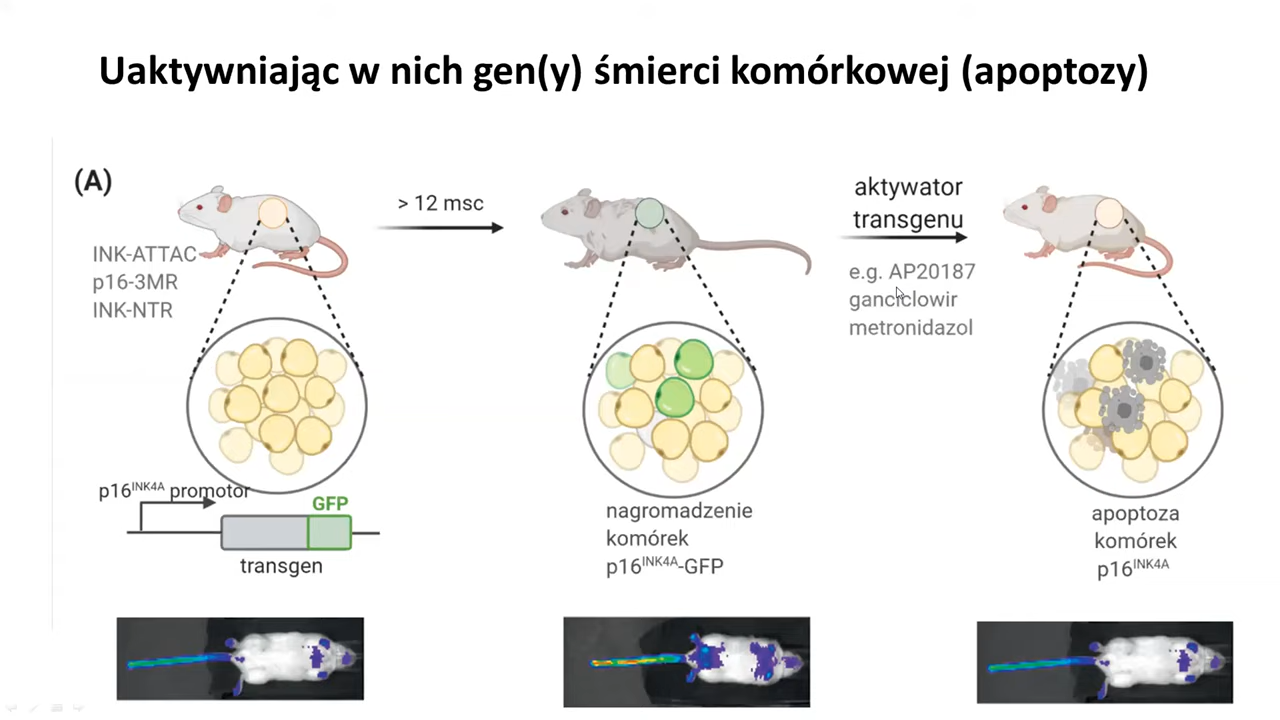 Uaktywniając w nich gen(y) śmierci komórkowej (apoptozy)
(A)
INK-ATTAC
p16-3MR
INK-NTR
> 12 msc
aktywator
transgenu
e.g. AP20187
ganciclowir
metronidazol
p16INK4A promotor
GFP
transgen
nagromadzenie
komórek
p16INK4A-GFP
apoptoza
komórek
p16INK4A